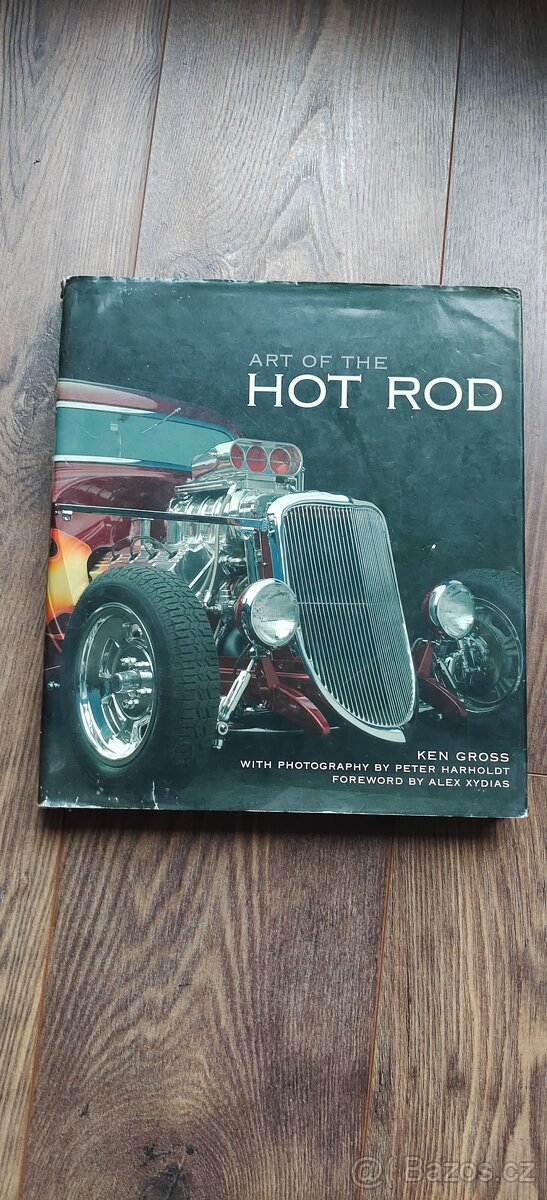 ART OF THE
HOT ROD
KEN GROSS
WITH PHOTOGRAPHY BY PETER HARHOLDT
FOREWORD BY ALEX XYDIAS
@ Bazos.cz